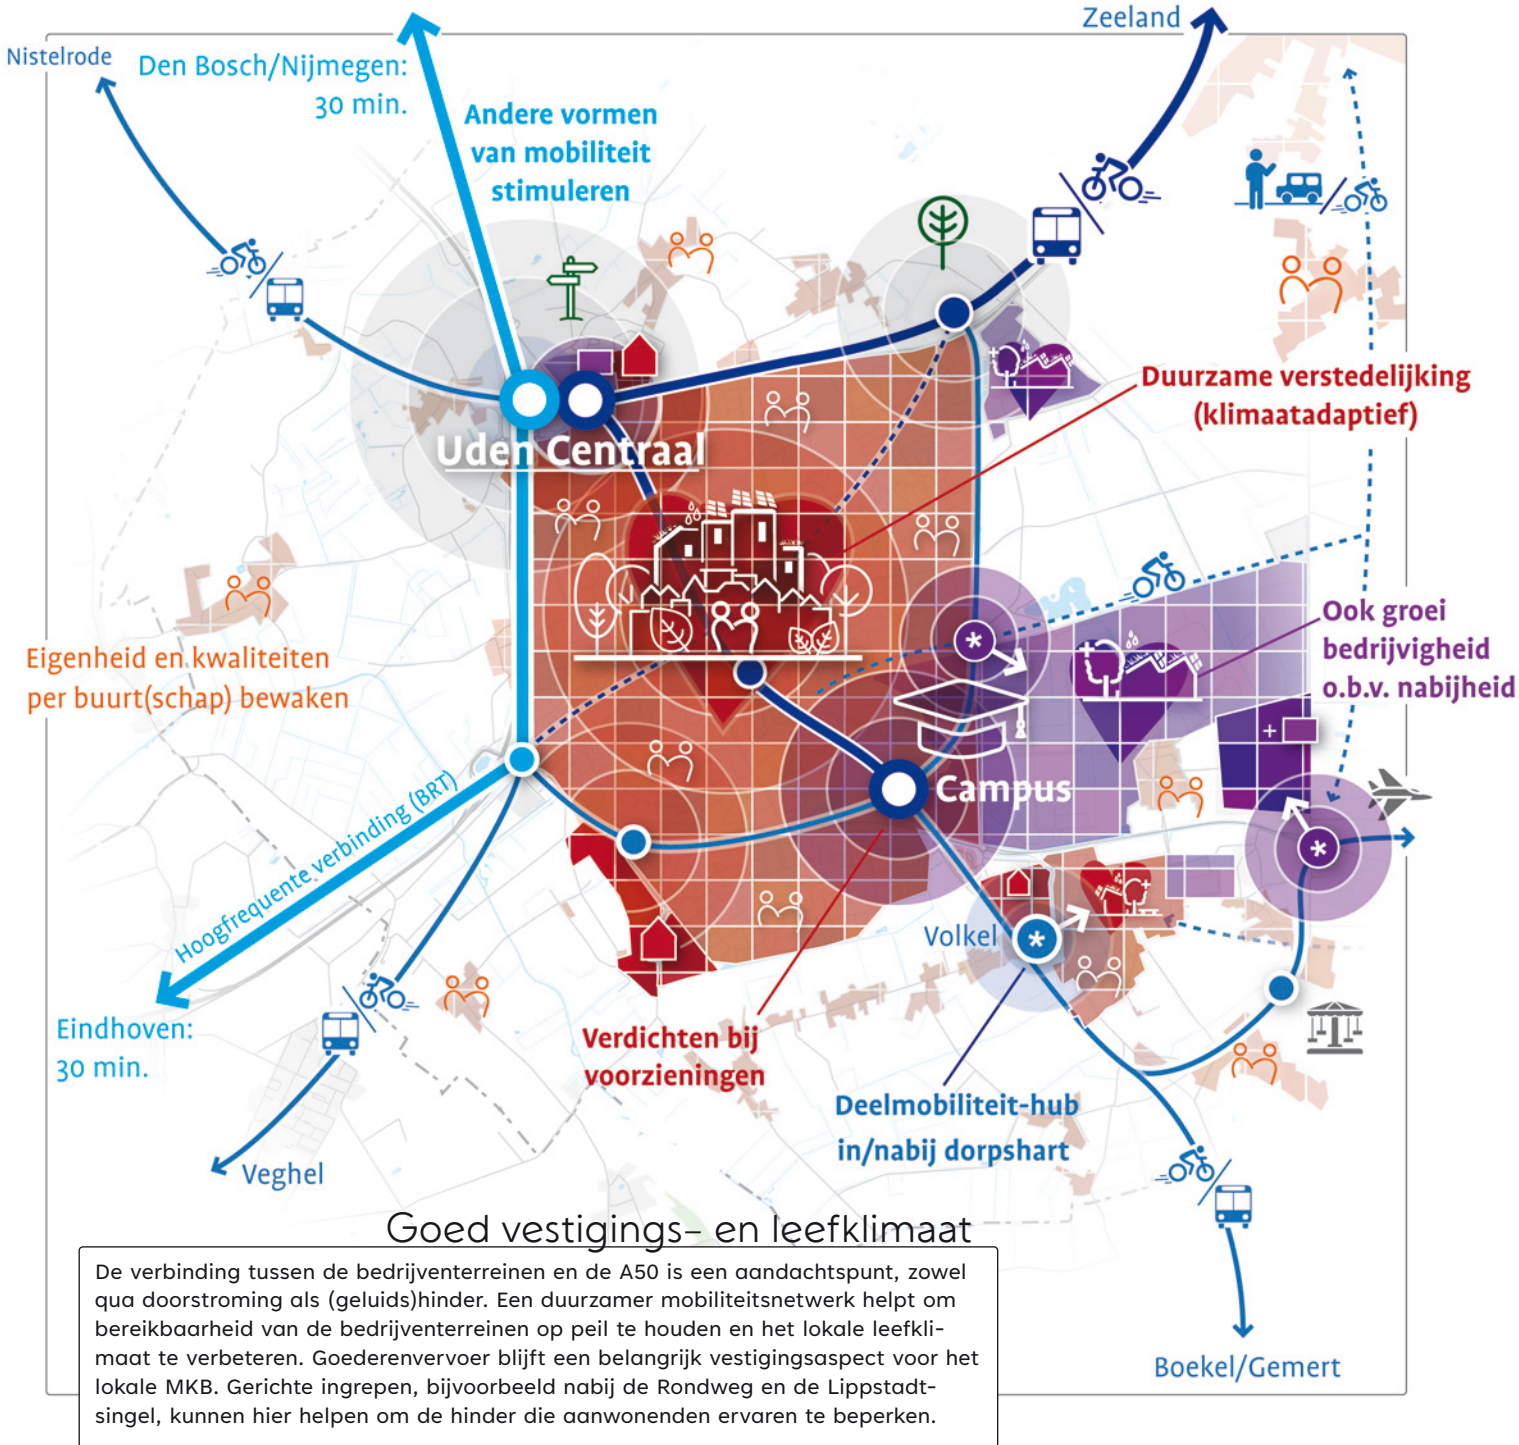 Zeeland
Nistelrode
Den Bosch/Nijmegen:
30 min.
Andere vormen
van mobiliteit
stimuleren
Duurzame verstedelijking
(klimaatadaptief)
Uden Centraal
Ook groei
bedrijvigheid
o.b.v. nabijheid
Eigenheid en kwaliteiten
per buurt(schap) bewaken
+
*
Campus
*
Hoogfrequente verbinding (BRT)
Volkel
*
Eindhoven:
30 min.
Verdichten bij
voorzieningen
Deelmobiliteit-hub
in/nabij dorpshart
Veghel
Boekel/Gemert
Goed vestigings- en leefklimaat
De verbinding tussen de bedrijventerreinen en de A50 is een aandachtspunt, zowel
qua doorstroming als (geluids)hinder. Een duurzamer mobiliteitsnetwerk helpt om
bereikbaarheid van de bedrijventerreinen op peil te houden en het lokale leefkli-
maat te verbeteren. Goederenvervoer blijft een belangrijk vestigingsaspect voor het
lokale MKB. Gerichte ingrepen, bijvoorbeeld nabij de Rondweg en de Lippstadt-
singel, kunnen hier helpen om de hinder die aanwonenden ervaren te beperken.